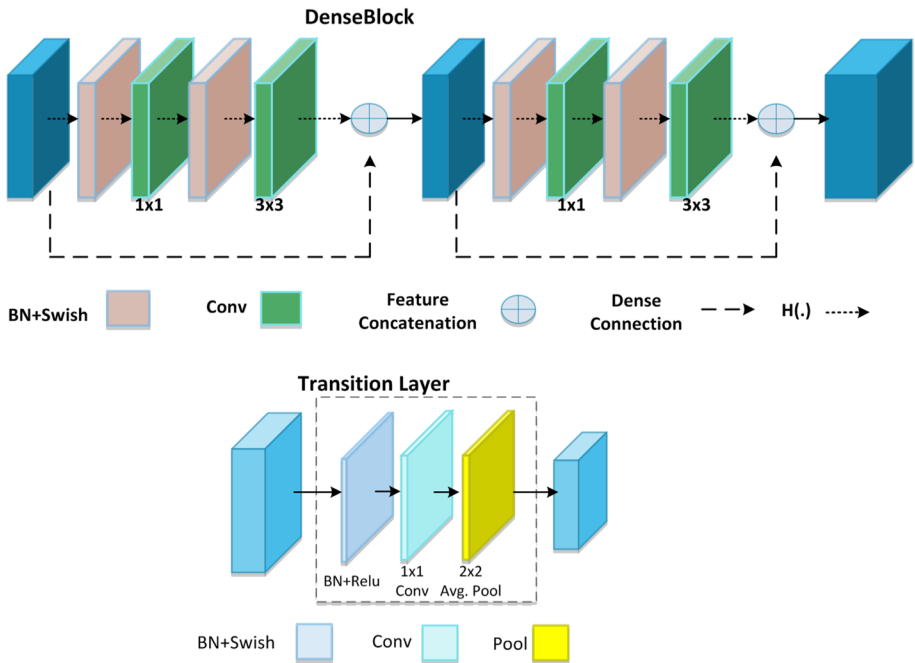 DenseBlock
1x1
3x3
1x1
3x3
BN+Swish
Conv
Feature
Concatenation
Dense
Connection
H(.)
Transition Layer
BN+Relu
1x1
Conv
2x2
Avg. Pool
BN+Swish
Conv
Pool